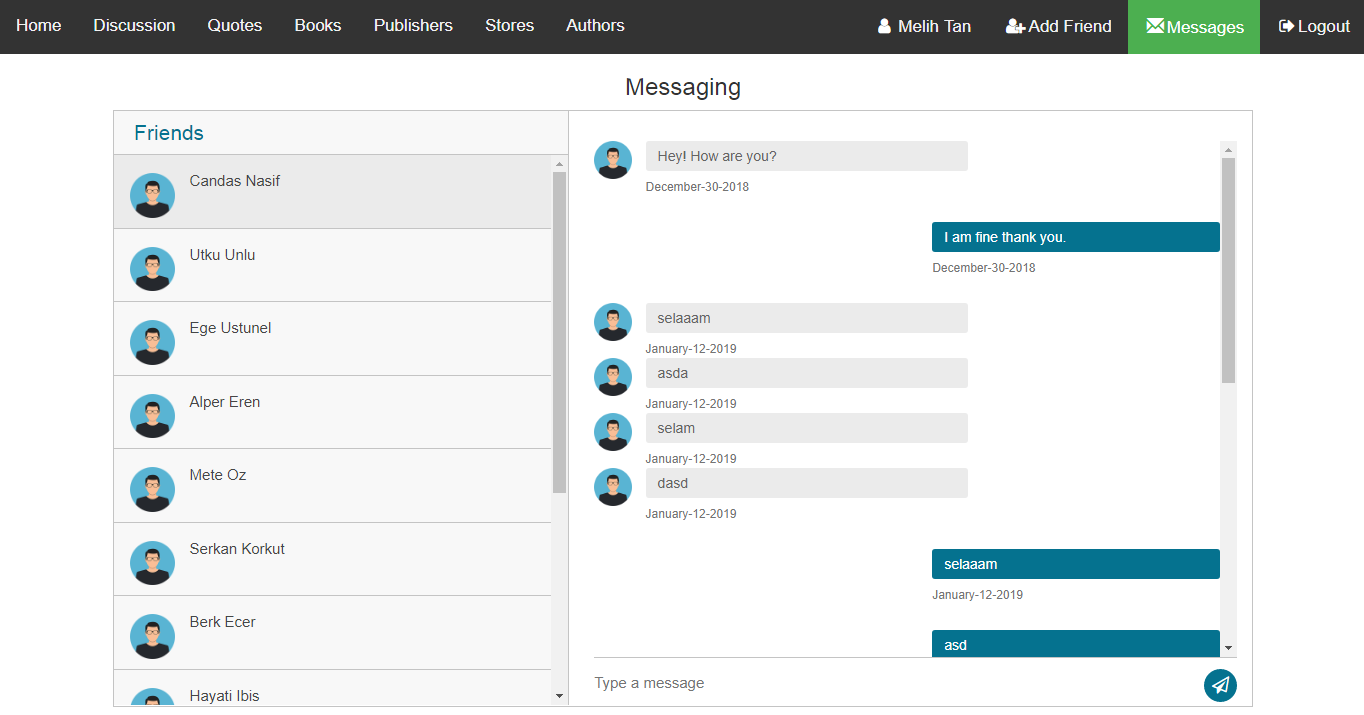 Home Discussion Quotes Books Publishers Stores Authors Melih Tan Add Friend Messages Logout
Messaging
Friends
Candas Nasif
Utku Unlu
Ege Ustunel
Alper Eren
Mete Oz
Serkan Korkut
Berk Ecer
Hayati Ibis
Hey! How are you?
December-30-2018
I am fine thank you.
December-30-2018
selaaam
January-12-2019
asda
January-12-2019
selam
January-12-2019
dasd
January-12-2019
selaaam
January-12-2019
asd
Type a message